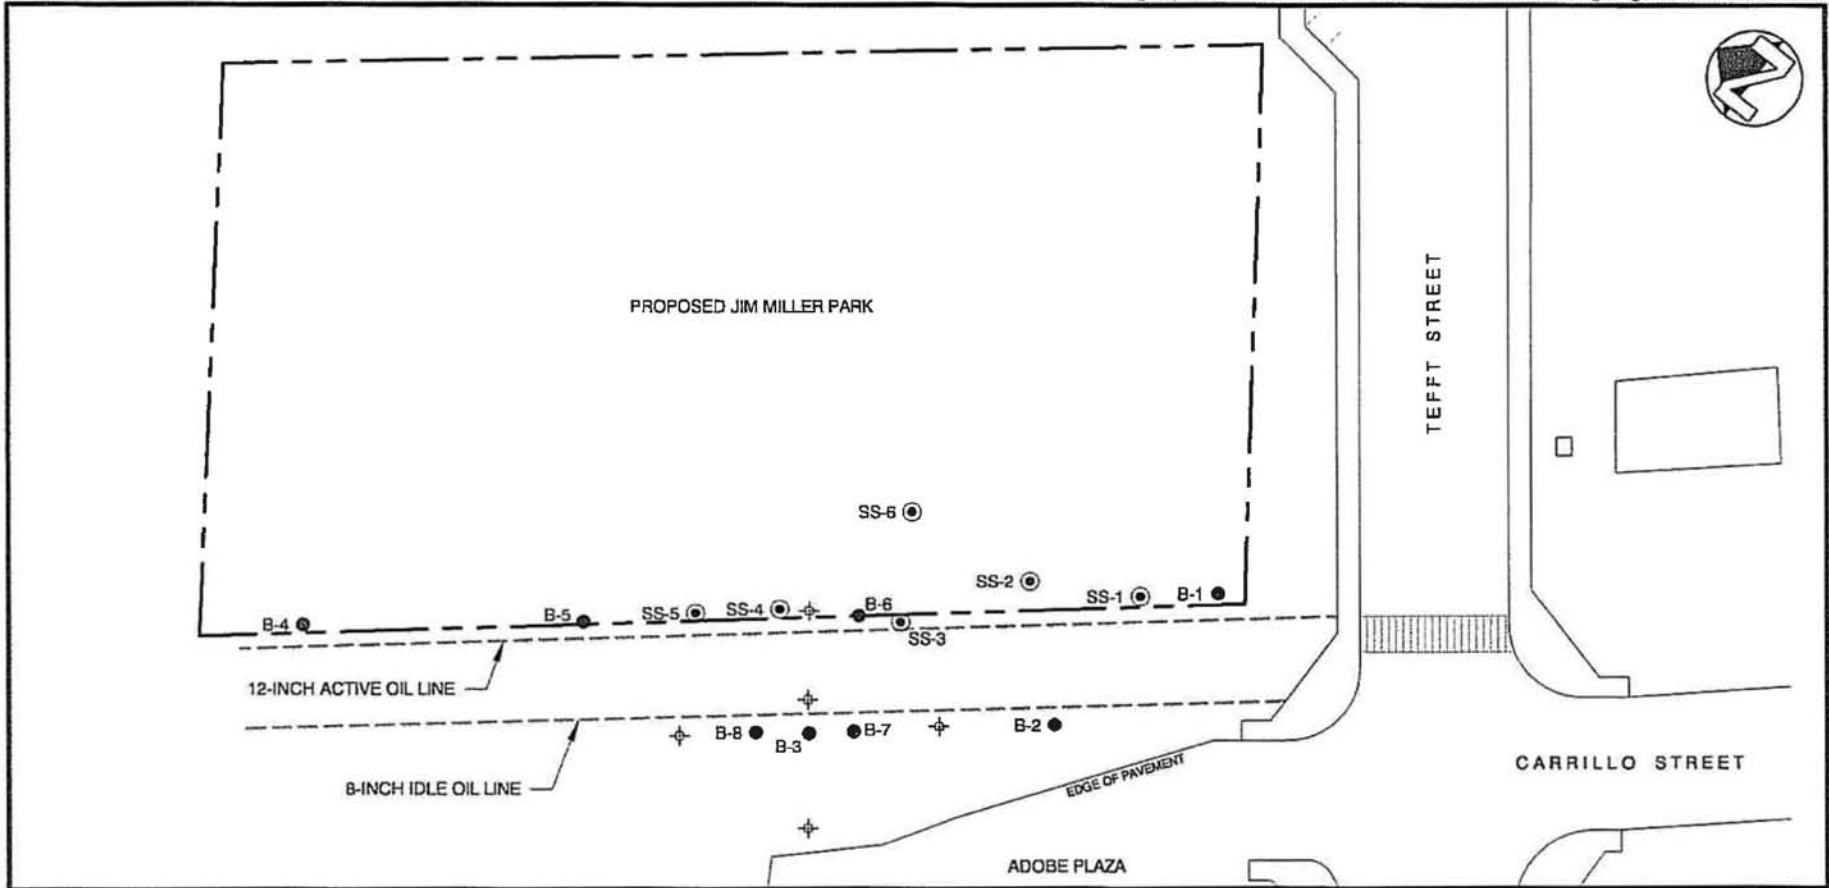 PROPOSED JIM MILLER PARK
TEFFT STREET
SS-6
SS-2
SS-1
B-1
B-6
SS-4
SS-5
B-5
B-4
SS-3
12-INCH ACTIVE OIL LINE
B-8
B-3
B-7
B-2
8-INCH IDLE OIL LINE
EDGE OF PAVEMENT
CARRILLO STREET
ADOBE PLAZA